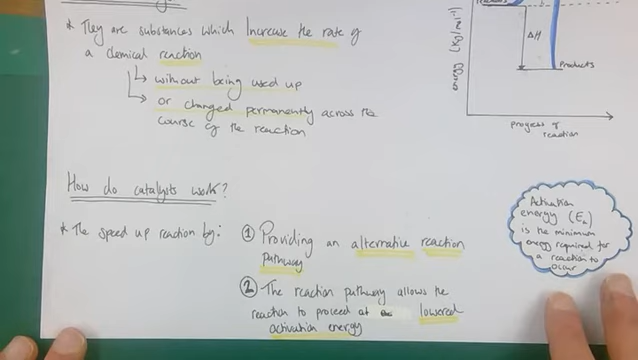 * They are substances which Increase the rate of
a chemical reaction
↳ without being used up
↳ or changed permanently across the
course of the reaction
energy (KJ/mol⁻¹)
ΔH
Products
progress of
reaction
How do catalysts work?
* The speed up reaction by:
① Providing an alternative reaction
pathway
② The reaction pathway allows the
reaction to proceed at
lowered
activation energy
Activation
energy (Ea)
is the minimum
energy required for
a reaction to
occur